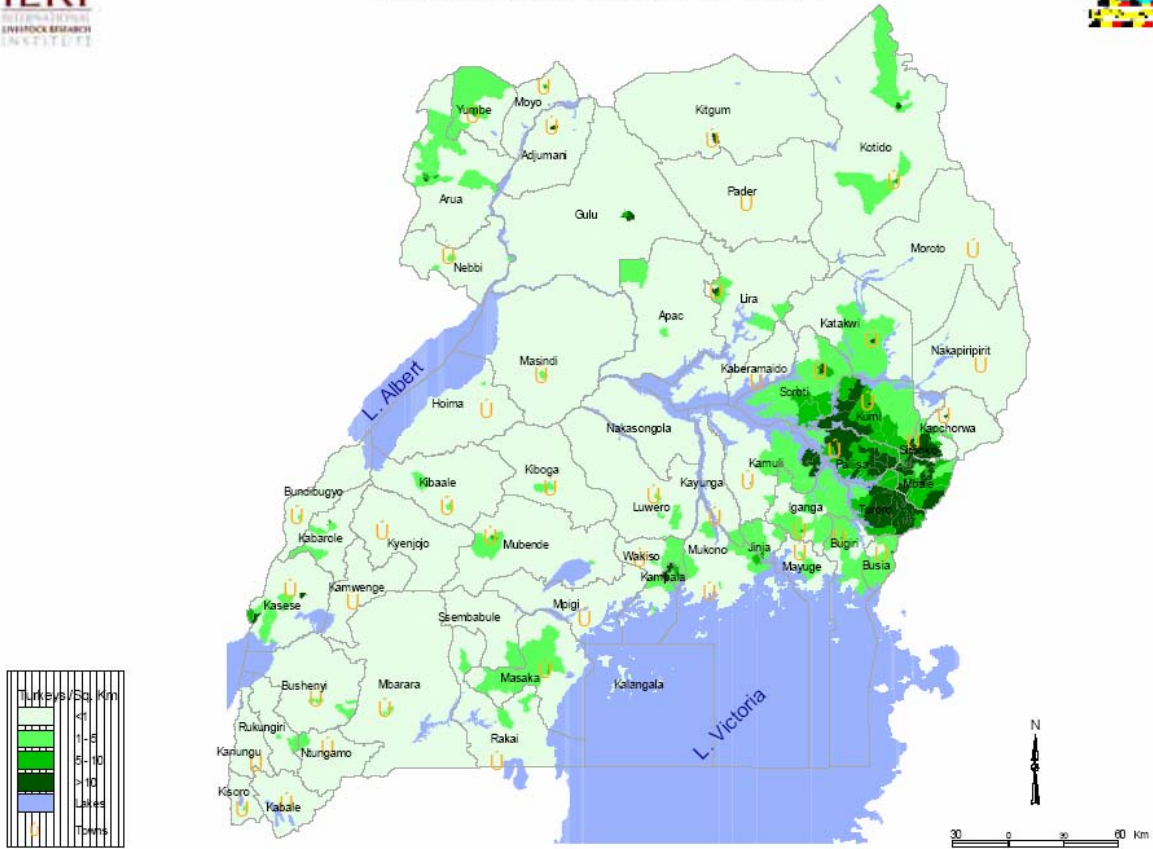 INTERNATIONAL
LIVESTOCK RESEARCH
INSTITUTE
Yumbe
Moyo
Adjumani
Arua
Nebbi
Gulu
Kitgum
Pader
Kotido
Moroto
Nakapiripirit
Apac
Lira
Katakwi
Kaberamaido
Soroti
Kumi
Kapchorwa
Sironko
Mbale
Pallisa
Tororo
Masindi
L. Albert
Hoima
Nakasongola
Kamuli
Kayunga
Kiboga
Kibaale
Luwero
Iganga
Bugiri
Busia
Mayuge
Jinja
Mukono
Wakiso
Kampala
Bundibugyo
Kabarole
Kyenjojo
Mubende
Kasese
Kamwenge
Ssembabule
Mpigi
Masaka
Kalangala
L. Victoria
Bushenyi
Mbarara
Rakai
Rukungiri
Kanungu
Ntungamo
Kisoro
Kabale
Turkeys/Sq. Km
<1
1-5
5-10
>10
Lakes
Towns
N
30 0 30 60 Km